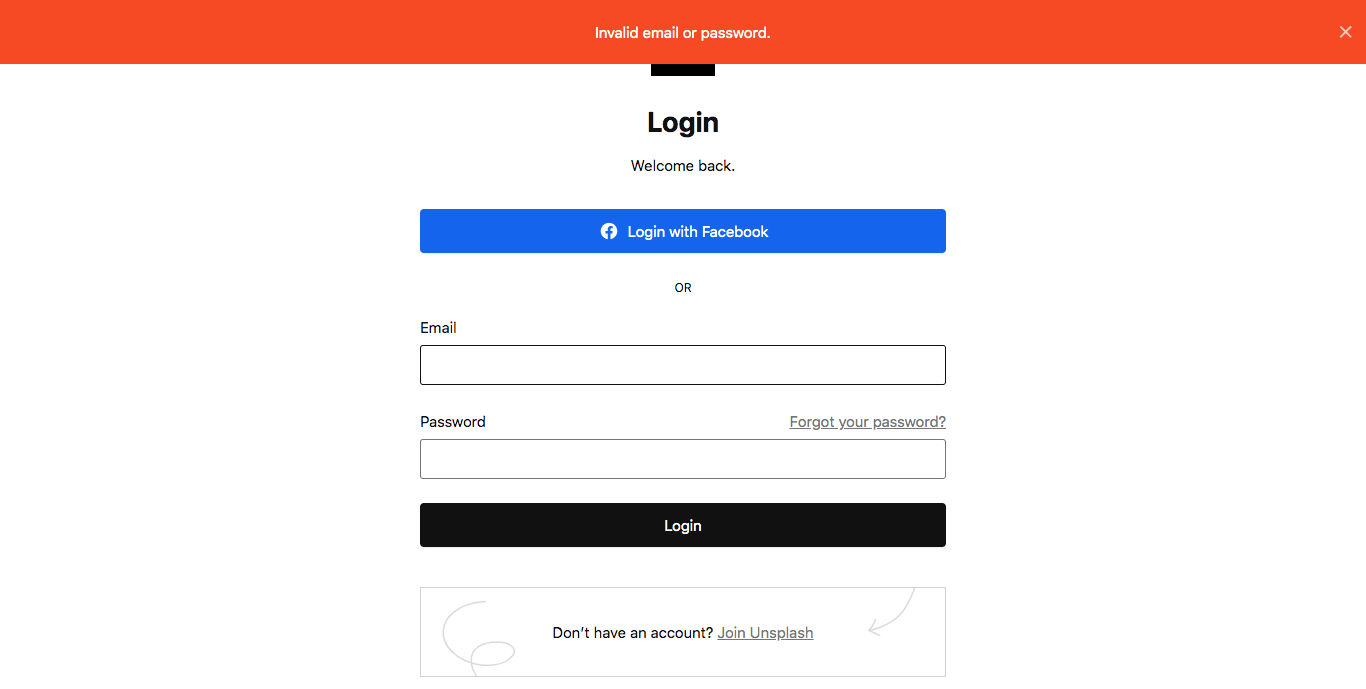 Invalid email or password.
Login
Welcome back.
Login with Facebook
OR
Email
Password
Forgot your password?
Login
Don’t have an account? Join Unsplash